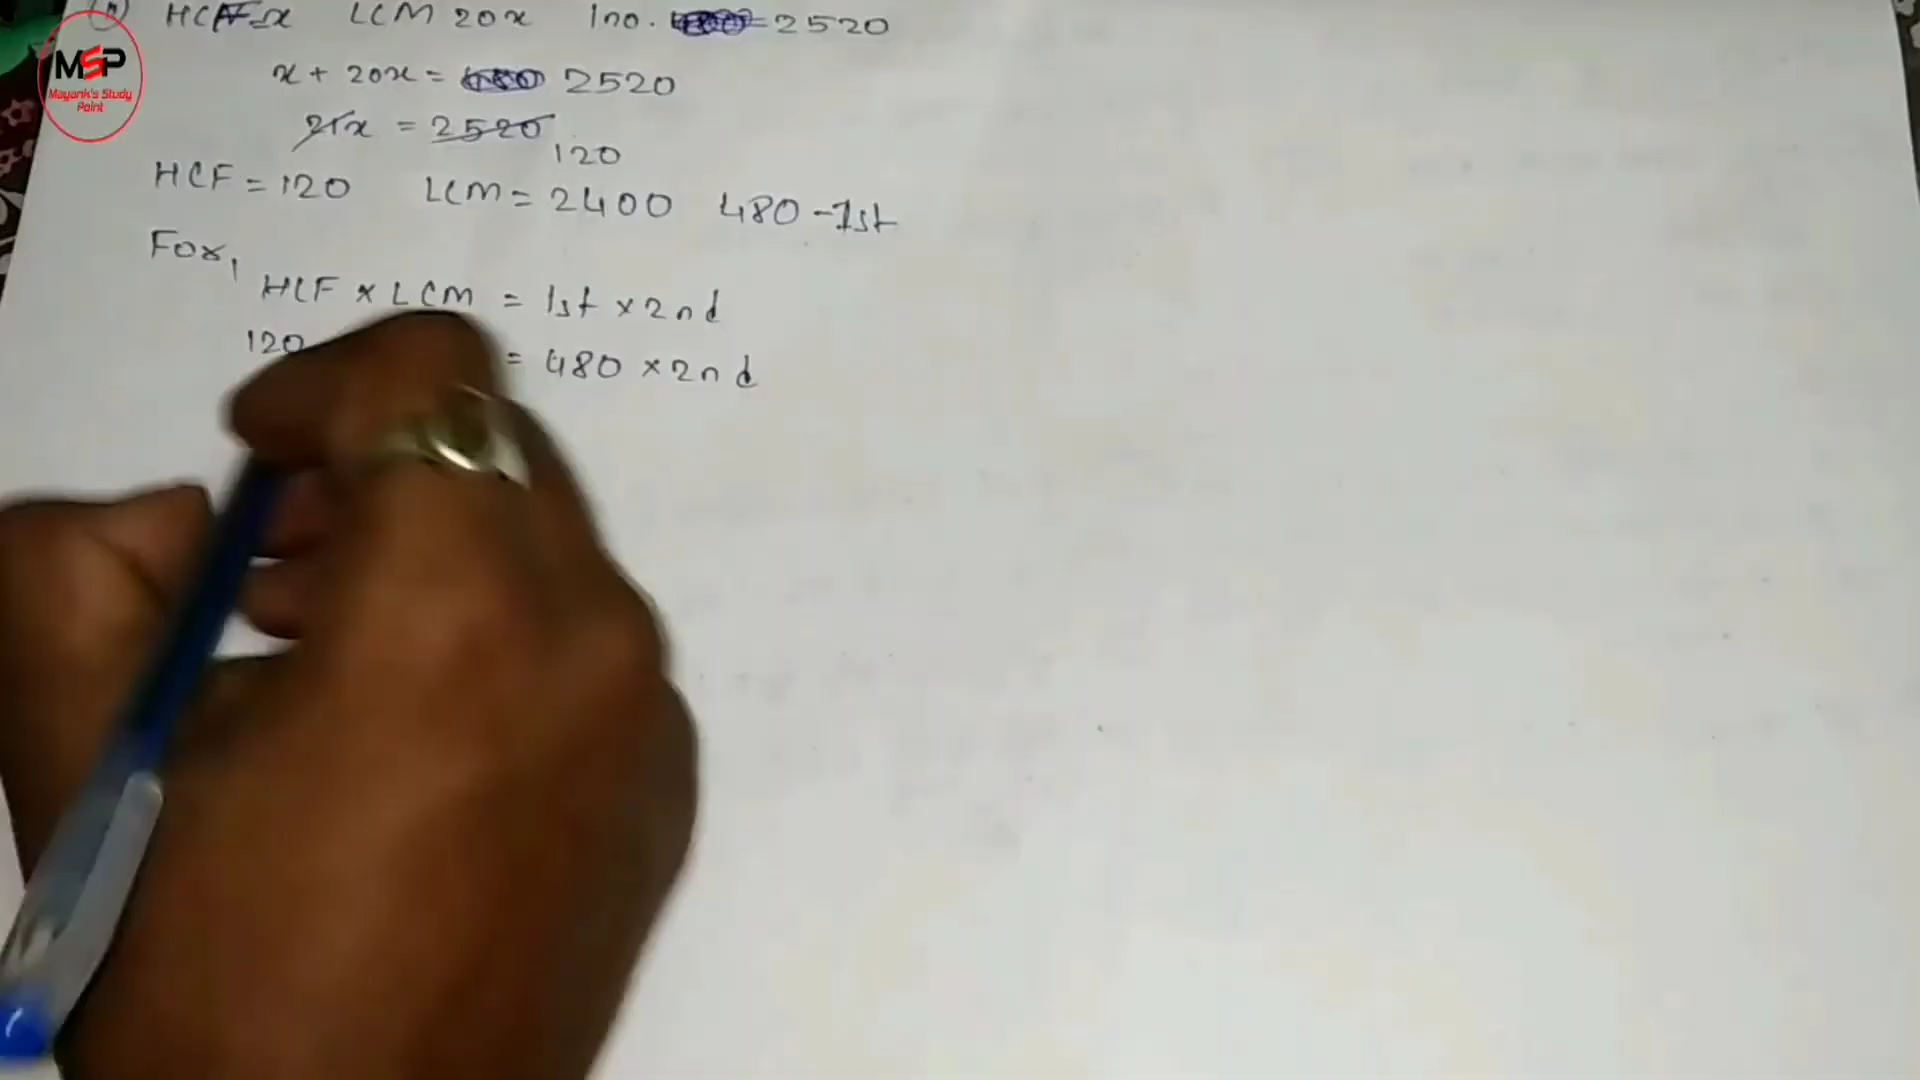 HCF=x LCM 20x 1no. 2520
MSP
Mayank's Study
Point
x + 20x = 2520
21x = 2520
120
HCF = 120 LCM = 2400 480 - 1st
For,
HCF × LCM = 1st × 2nd
120 = 480 × 2nd